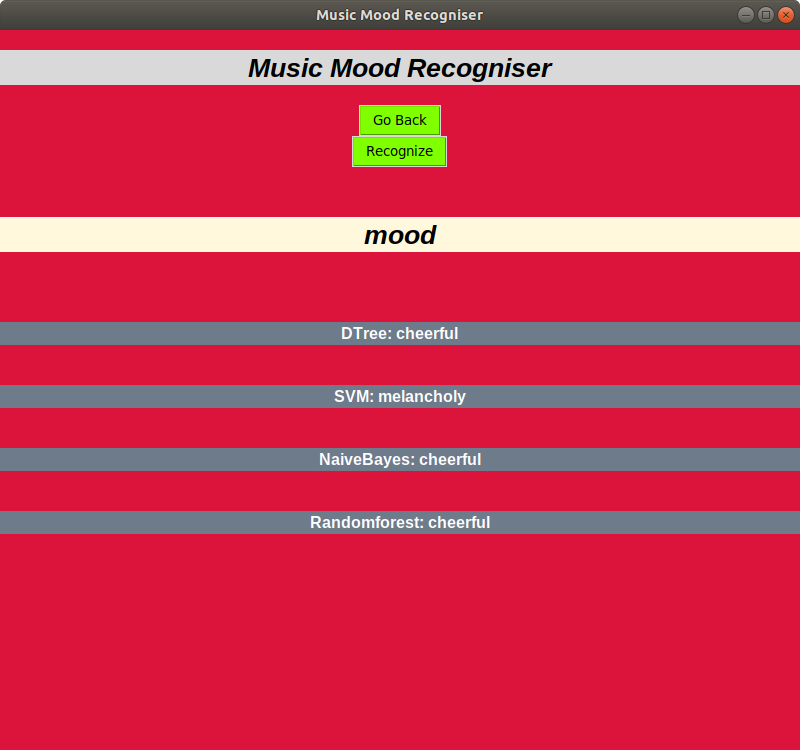 Music Mood Recogniser
Music Mood Recogniser
Go Back
Recognize
mood
DTree: cheerful
SVM: melancholy
NaiveBayes: cheerful
Randomforest: cheerful